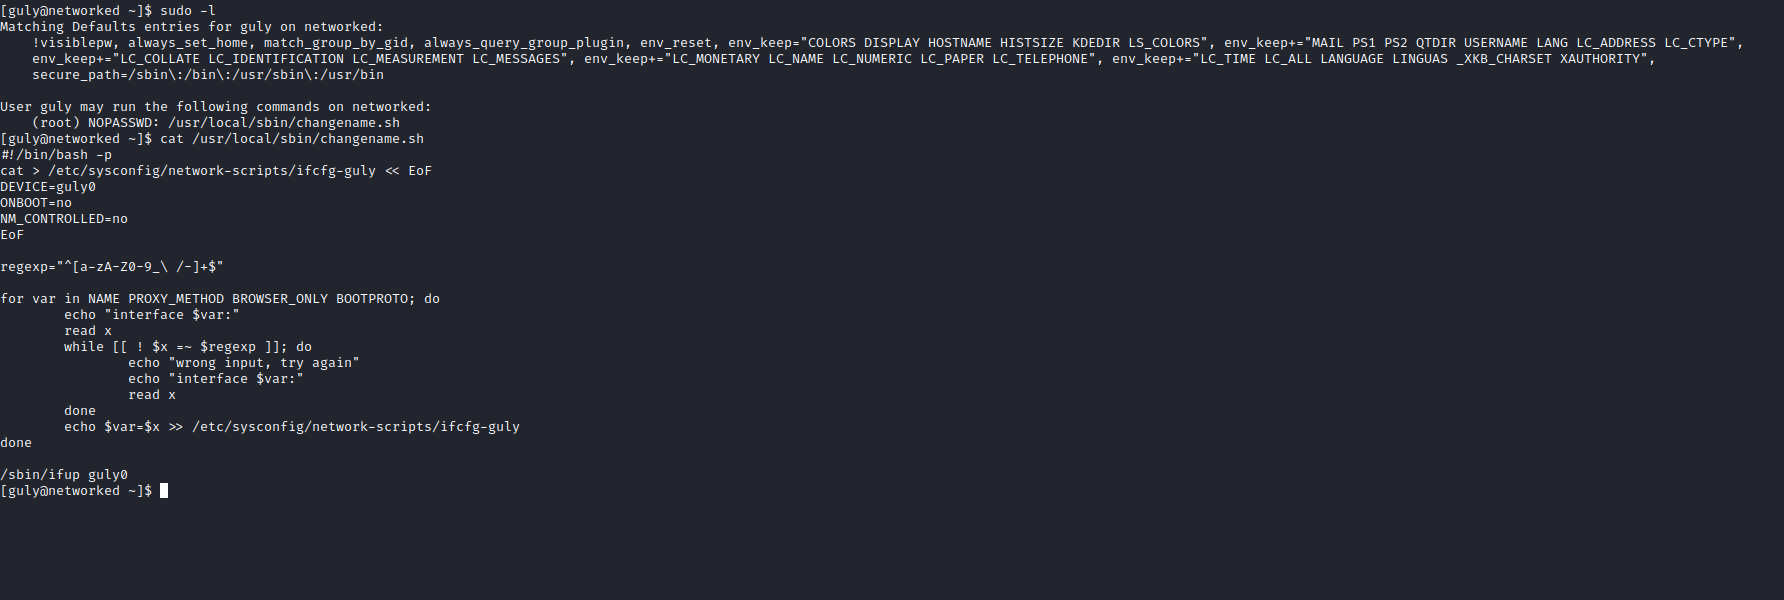 [guly@networked ~]$ sudo -l
Matching Defaults entries for guly on networked:
    !visiblepw, always_set_home, match_group_by_gid, always_query_group_plugin, env_reset, env_keep="COLORS DISPLAY HOSTNAME HISTSIZE KDEDIR LS_COLORS", env_keep+="MAIL PS1 PS2 QTDIR USERNAME LANG LC_ADDRESS LC_CTYPE",
    env_keep+="LC_COLLATE LC_IDENTIFICATION LC_MEASUREMENT LC_MESSAGES", env_keep+="LC_MONETARY LC_NAME LC_NUMERIC LC_PAPER LC_TELEPHONE", env_keep+="LC_TIME LC_ALL LANGUAGE LINGUAS _XKB_CHARSET XAUTHORITY",
    secure_path=/sbin\:/bin\:/usr/sbin\:/usr/bin

User guly may run the following commands on networked:
    (root) NOPASSWD: /usr/local/sbin/changename.sh
[guly@networked ~]$ cat /usr/local/sbin/changename.sh
#!/bin/bash -p
cat > /etc/sysconfig/network-scripts/ifcfg-guly << EoF
DEVICE=guly0
ONBOOT=no
NM_CONTROLLED=no
EoF

regexp="^[a-zA-Z0-9_\ /-]+$"

for var in NAME PROXY_METHOD BROWSER_ONLY BOOTPROTO; do
        echo "interface $var:"
        read x
        while [[ ! $x =~ $regexp ]]; do
                echo "wrong input, try again"
                echo "interface $var:"
                read x
        done
        echo $var=$x >> /etc/sysconfig/network-scripts/ifcfg-guly
done

/sbin/ifup guly0
[guly@networked ~]$